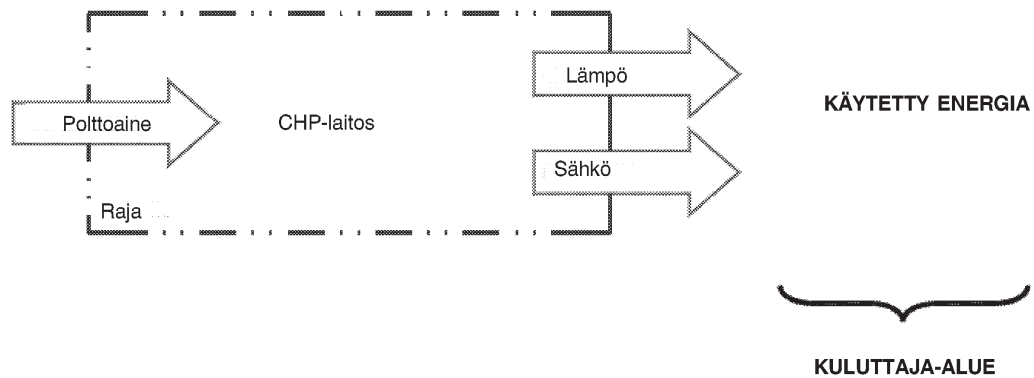 Lämpö
KÄYTETTY ENERGIA
Polttoaine
CHP-laitos
Sähkö
Raja
KULUTTAJA-ALUE